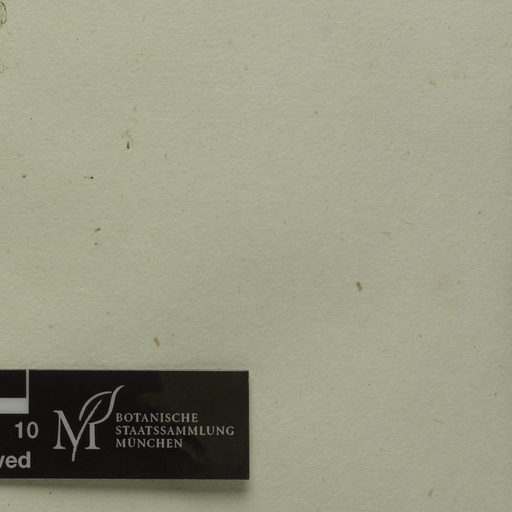 10
BOTANISCHE
STAATSSAMMLUNG
MÜNCHEN
ved